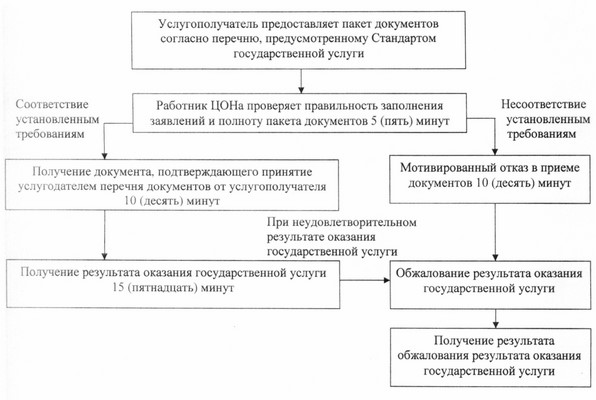 Услугополучатель предоставляет пакет документов
согласно перечню, предусмотренному Стандартом
государственной услуги
Соответствие
установленным
требованиям
Работник ЦОНа проверяет правильность заполнения
заявлений и полноту пакета документов 5 (пять) минут
Несоответствие
установленным
требованиям
Получение документа, подтверждающего принятие
услугодателем перечня документов от услугополучателя
10 (десять) минут
Мотивированный отказ в приеме
документов 10 (десять) минут
При неудовлетворительном
результате оказания
государственной услуги
Получение результата оказания государственной услуги
15 (пятнадцать) минут
Обжалование результата оказания
государственной услуги
Получение результата
обжалования результата оказания
государственной услуги